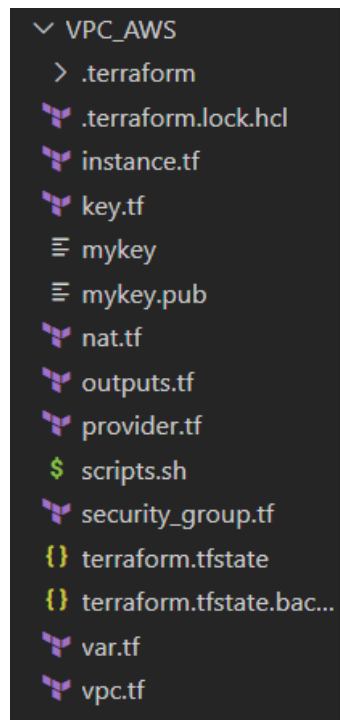 VPC_AWS
.terraform
.terraform.lock.hcl
instance.tf
key.tf
mykey
mykey.pub
nat.tf
outputs.tf
provider.tf
$ scripts.sh
security_group.tf
{} terraform.tfstate
{} terraform.tfstate.bac...
var.tf
vpc.tf